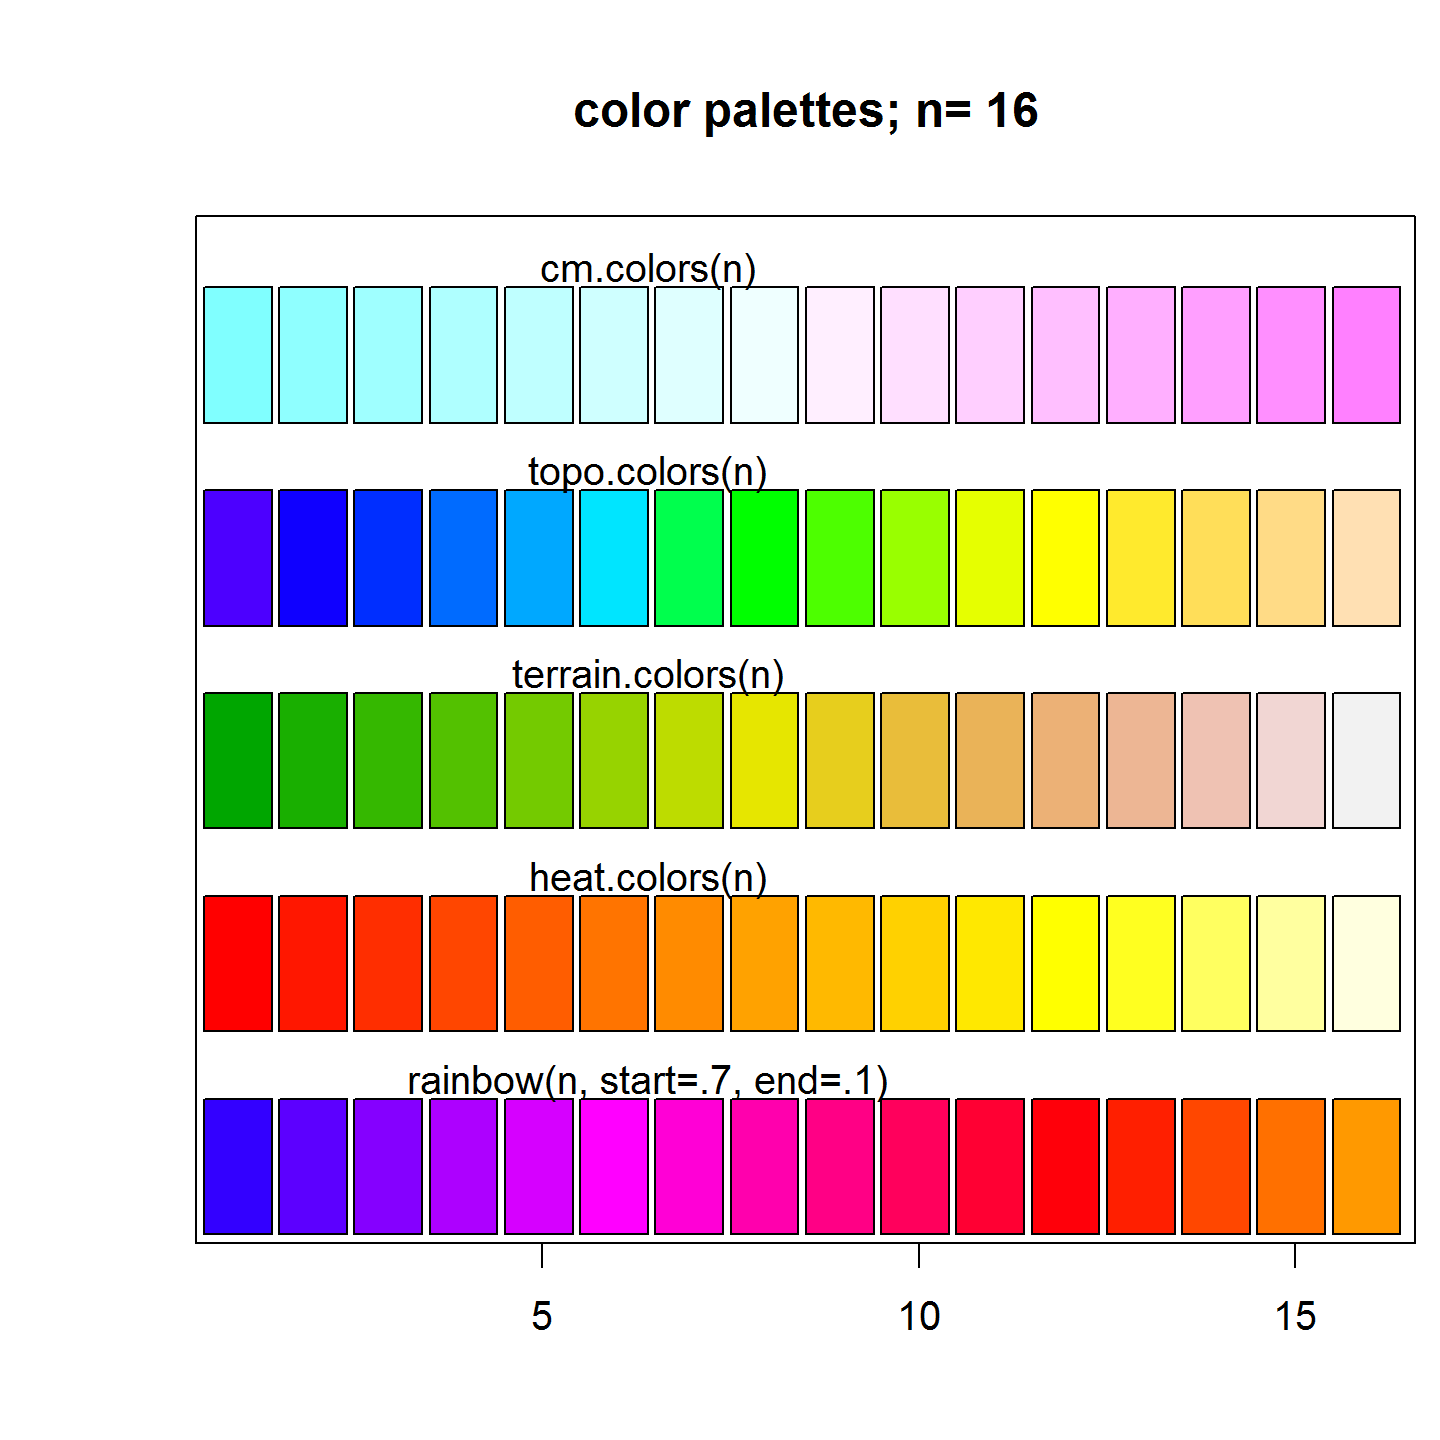 color palettes; n= 16
cm.colors(n)
topo.colors(n)
terrain.colors(n)
heat.colors(n)
rainbow(n, start=.7, end=.1)
5 10 15